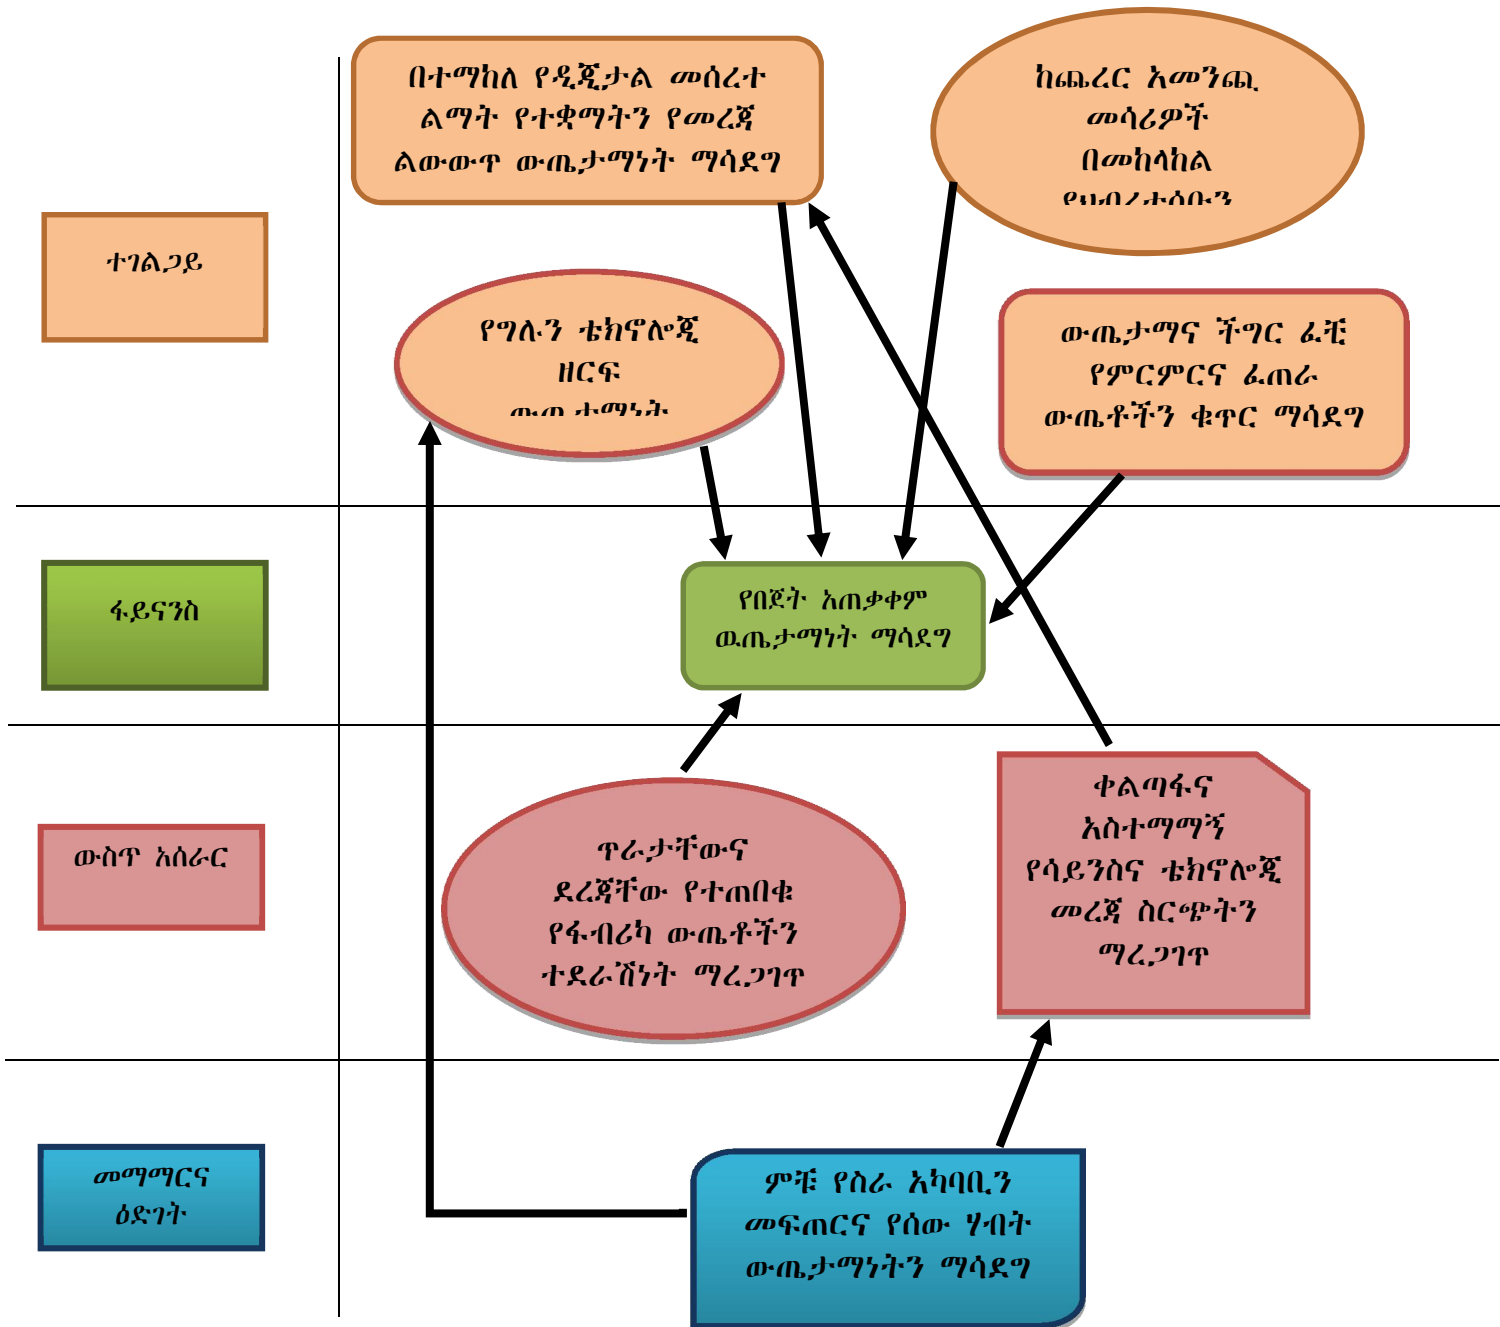 በተማከለ የዲጂታል መሰረተ
ልማት የተቋማትን የመረጃ
ልውውጥ ውጤታማነት ማሳደግ
ከጨረር አመንጪ
መሳሪዎች
በመከላከል
ተገልጋይ
የግሉን ቴክኖሎጂ
ዘርፍ
ውጤታማነት
ውጤታማና ችግር ፈቺ
የምርምርና ፈጠራ
ውጤቶችን ቁጥር ማሳደግ
ፋይናንስ
የበጀት አጠቃቀም
ዉጤታማነት ማሳደግ
ውስጥ አሰራር
ጥራታቸውና
ደረጃቸው የተጠበቁ
የፋብሪካ ውጤቶችን
ተደራሽነት ማረጋገጥ
ቀልጣፋና
አስተማማኝ
የሳይንስና ቴክኖሎጂ
መረጃ ስርጭትን
ማረጋገጥ
መማማርና
ዕድገት
ምቹ የስራ አካባቢን
መፍጠርና የሰው ሃብት
ውጤታማነትን ማሳደግ